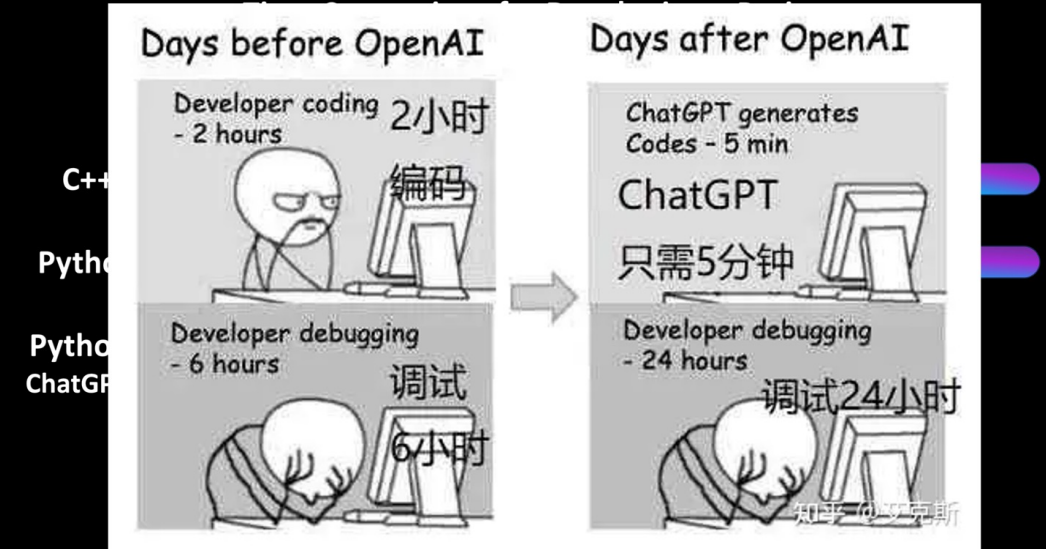 Days before OpenAI
Developer coding
- 2 hours
2小时
编码
Developer debugging
- 6 hours
调试
6小时
Days after OpenAI
ChatGPT generates
Codes – 5 min
ChatGPT
只需5分钟
Developer debugging
- 24 hours
调试24小时
C++
Pytho
Pytho
ChatGP
知乎 @艾克斯